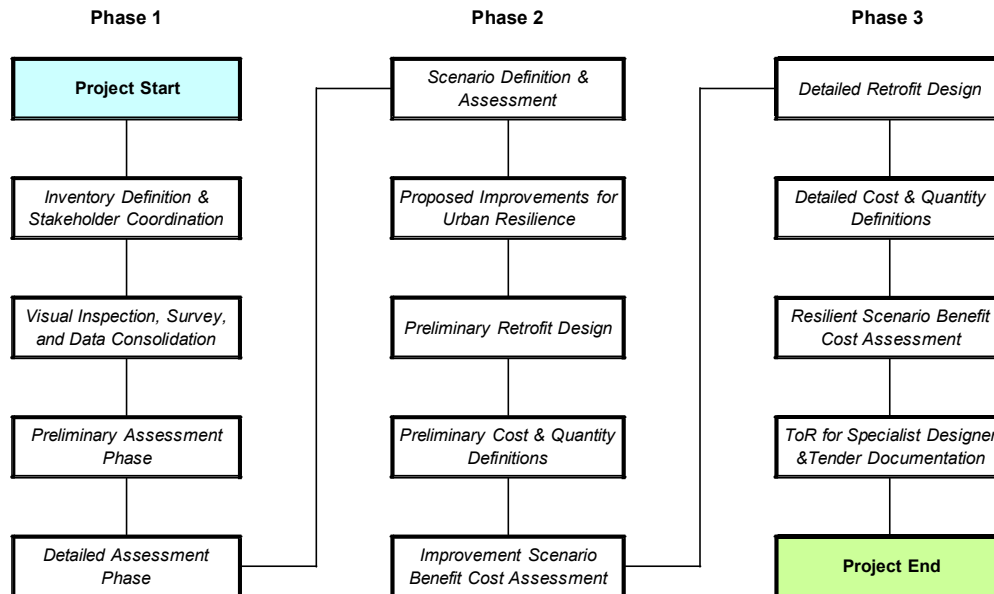 Phase 1
Project Start
Inventory Definition &
Stakeholder Coordination
Visual Inspection, Survey,
and Data Consolidation
Preliminary Assessment
Phase
Detailed Assessment
Phase
Phase 2
Scenario Definition &
Assessment
Proposed Improvements for
Urban Resilience
Preliminary Retrofit Design
Preliminary Cost & Quantity
Definitions
Improvement Scenario
Benefit Cost Assessment
Phase 3
Detailed Retrofit Design
Detailed Cost & Quantity
Definitions
Resilient Scenario Benefit
Cost Assessment
ToR for Specialist Designer
&Tender Documentation
Project End